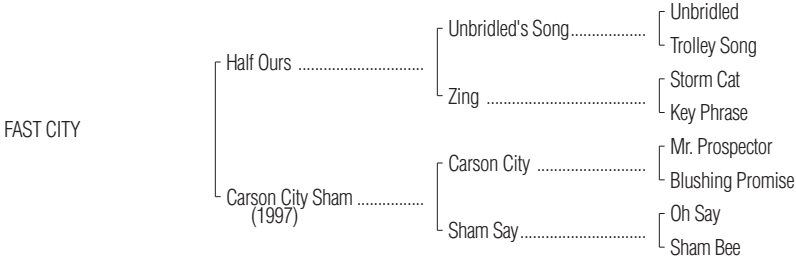 Unbridled
Unbridled's Song..................
Trolley Song
Half Ours .............................
Storm Cat
Zing .....................................
Key Phrase
FAST CITY
Mr. Prospector
Carson City .........................
Blushing Promise
Carson City Sham ................
(1997)
Oh Say
Sham Say.............................
Sham Bee